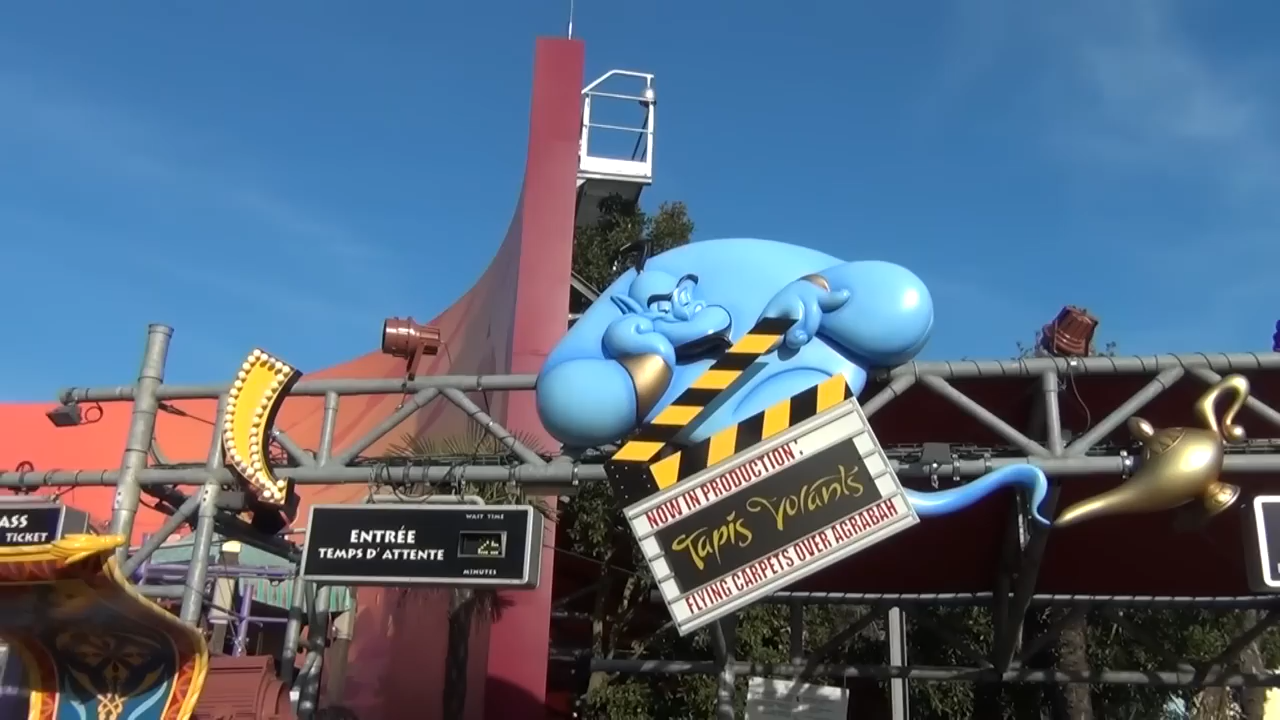 ASS
TICKET
WAIT TIME
ENTRÉE
TEMPS D'ATTENTE
MINUTES
NOW IN PRODUCTION:
Tapis Volants
FLYING CARPETS OVER AGRABAH